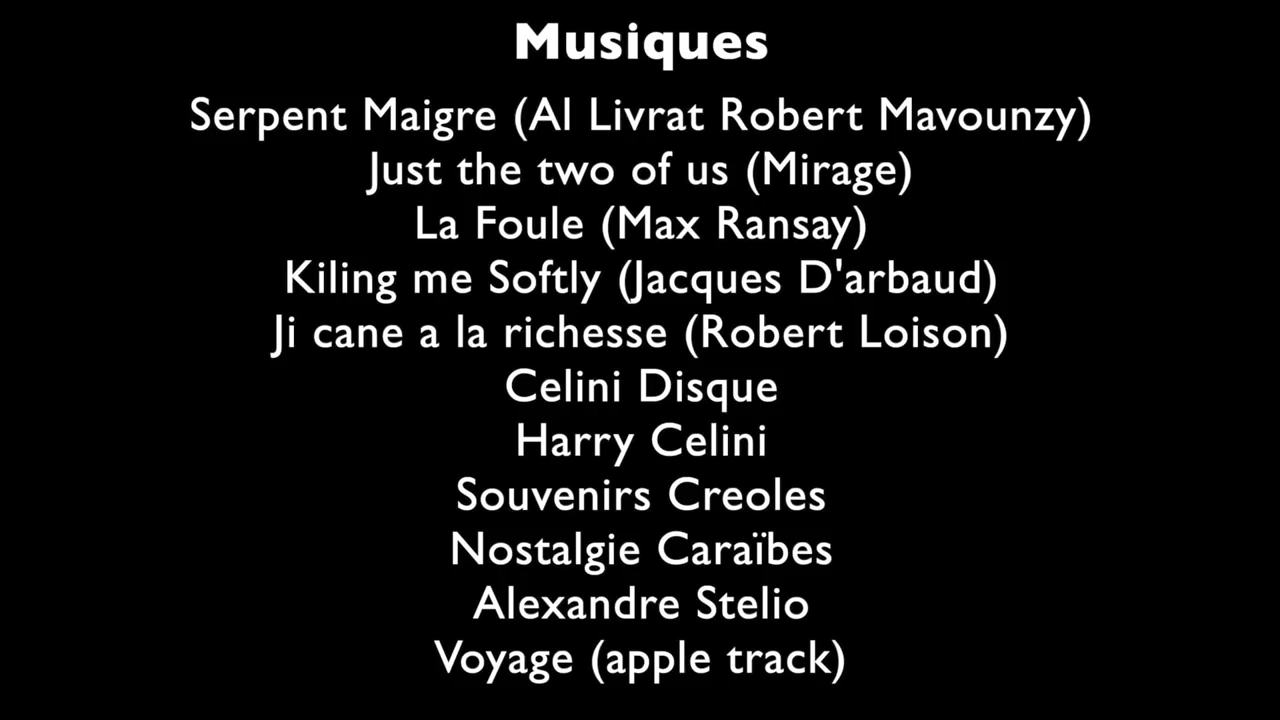 Musiques
Serpent Maigre (Al Livrat Robert Mavounzy)
Just the two of us (Mirage)
La Foule (Max Ransay)
Kiling me Softly (Jacques D'arbaud)
Ji cane a la richesse (Robert Loison)
Celini Disque
Harry Celini
Souvenirs Creoles
Nostalgie Caraïbes
Alexandre Stelio
Voyage (apple track)